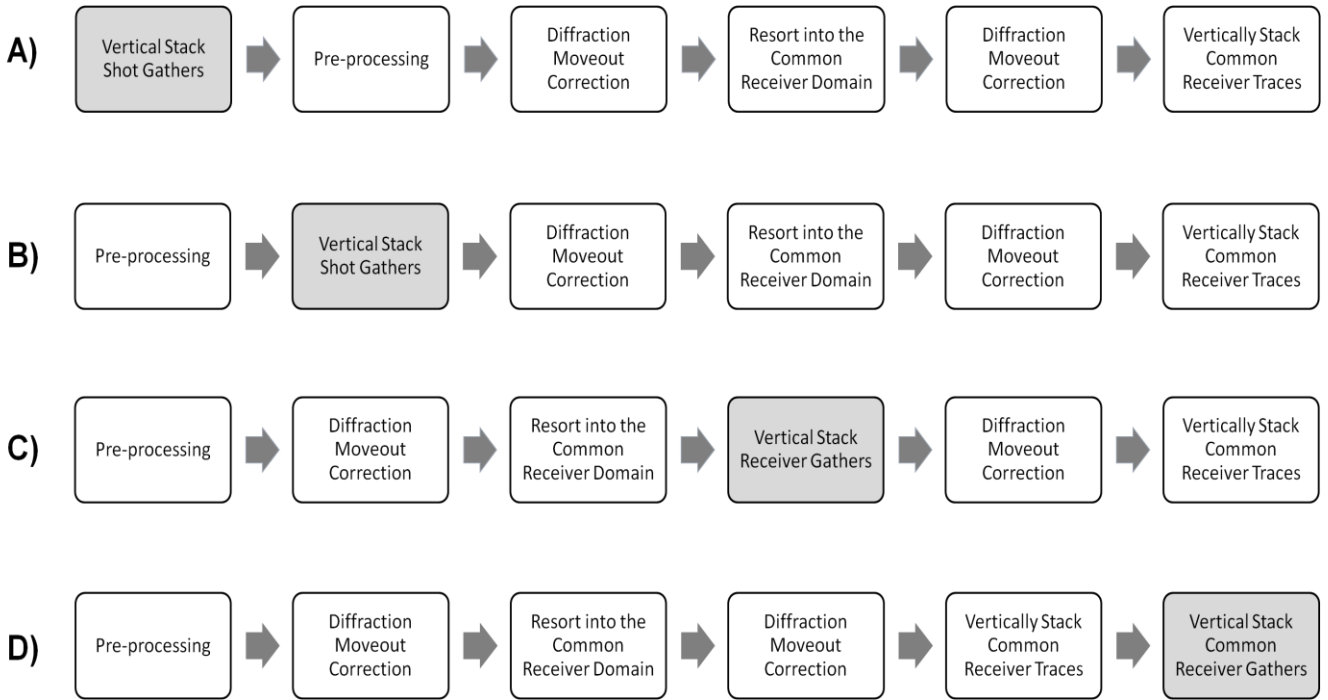 A)
Vertical Stack
Shot Gathers
Pre-processing
Diffraction
Moveout
Correction
Resort into the
Common
Receiver Domain
Diffraction
Moveout
Correction
Vertically Stack
Common
Receiver Traces
B)
Pre-processing
Vertical Stack
Shot Gathers
Diffraction
Moveout
Correction
Resort into the
Common
Receiver Domain
Diffraction
Moveout
Correction
Vertically Stack
Common
Receiver Traces
C)
Pre-processing
Diffraction
Moveout
Correction
Resort into the
Common
Receiver Domain
Vertical Stack
Receiver Gathers
Diffraction
Moveout
Correction
Vertically Stack
Common
Receiver Traces
D)
Pre-processing
Diffraction
Moveout
Correction
Resort into the
Common
Receiver Domain
Diffraction
Moveout
Correction
Vertically Stack
Common
Receiver Traces
Vertical Stack
Common
Receiver Gathers